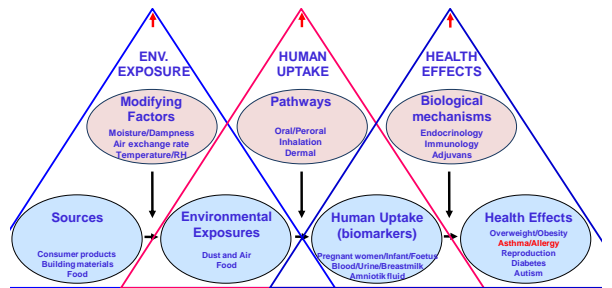 ENV.
EXPOSURE
HUMAN
UPTAKE
HEALTH
EFFECTS
Modifying
Factors
Moisture/Dampness
Air exchange rate
Temperature/RH
Pathways
Oral/Peroral
Inhalation
Dermal
Biological
mechanisms
Endocrinology
Immunology
Adjuvans
Sources
Consumer products
Building materials
Food
Environmental
Exposures
Dust and Air
Food
Human Uptake
(biomarkers)
Pregnant women/Infant/Foetus
Blood/Urine/Breastmilk
Amniotik fluid
Health Effects
Overweight/Obesity
Asthma/Allergy
Reproduction
Diabetes
Autism